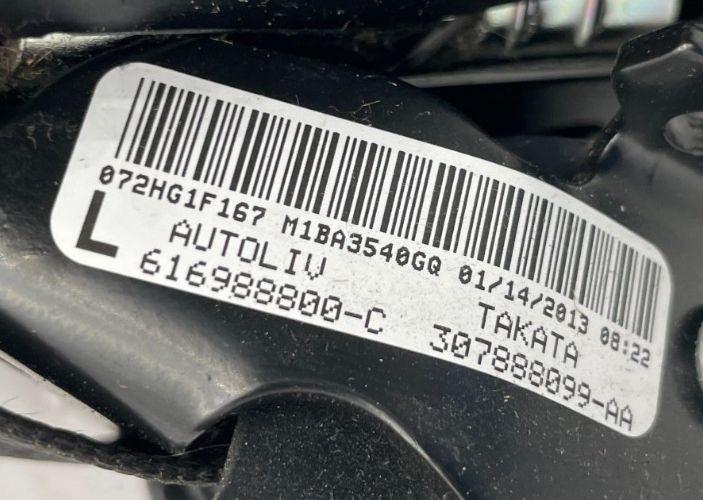 072HG1F167 M1BA3540GQ 01/14/2013 08:22
L AUTOLIV TAKATA
616988800-C 307888099-AA